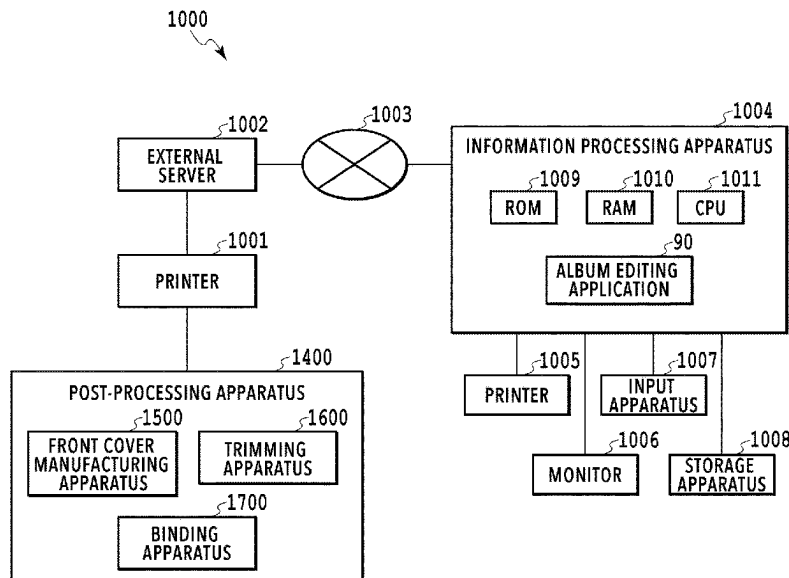 1000
1002
EXTERNAL
SERVER
1003
1004
INFORMATION PROCESSING APPARATUS
1009
ROM
1010
RAM
1011
CPU
90
ALBUM EDITING
APPLICATION
1001
PRINTER
1005
PRINTER
1007
INPUT
APPARATUS
1006
MONITOR
1008
STORAGE
APPARATUS
1400
POST-PROCESSING APPARATUS
1500
FRONT COVER
MANUFACTURING
APPARATUS
1600
TRIMMING
APPARATUS
1700
BINDING
APPARATUS